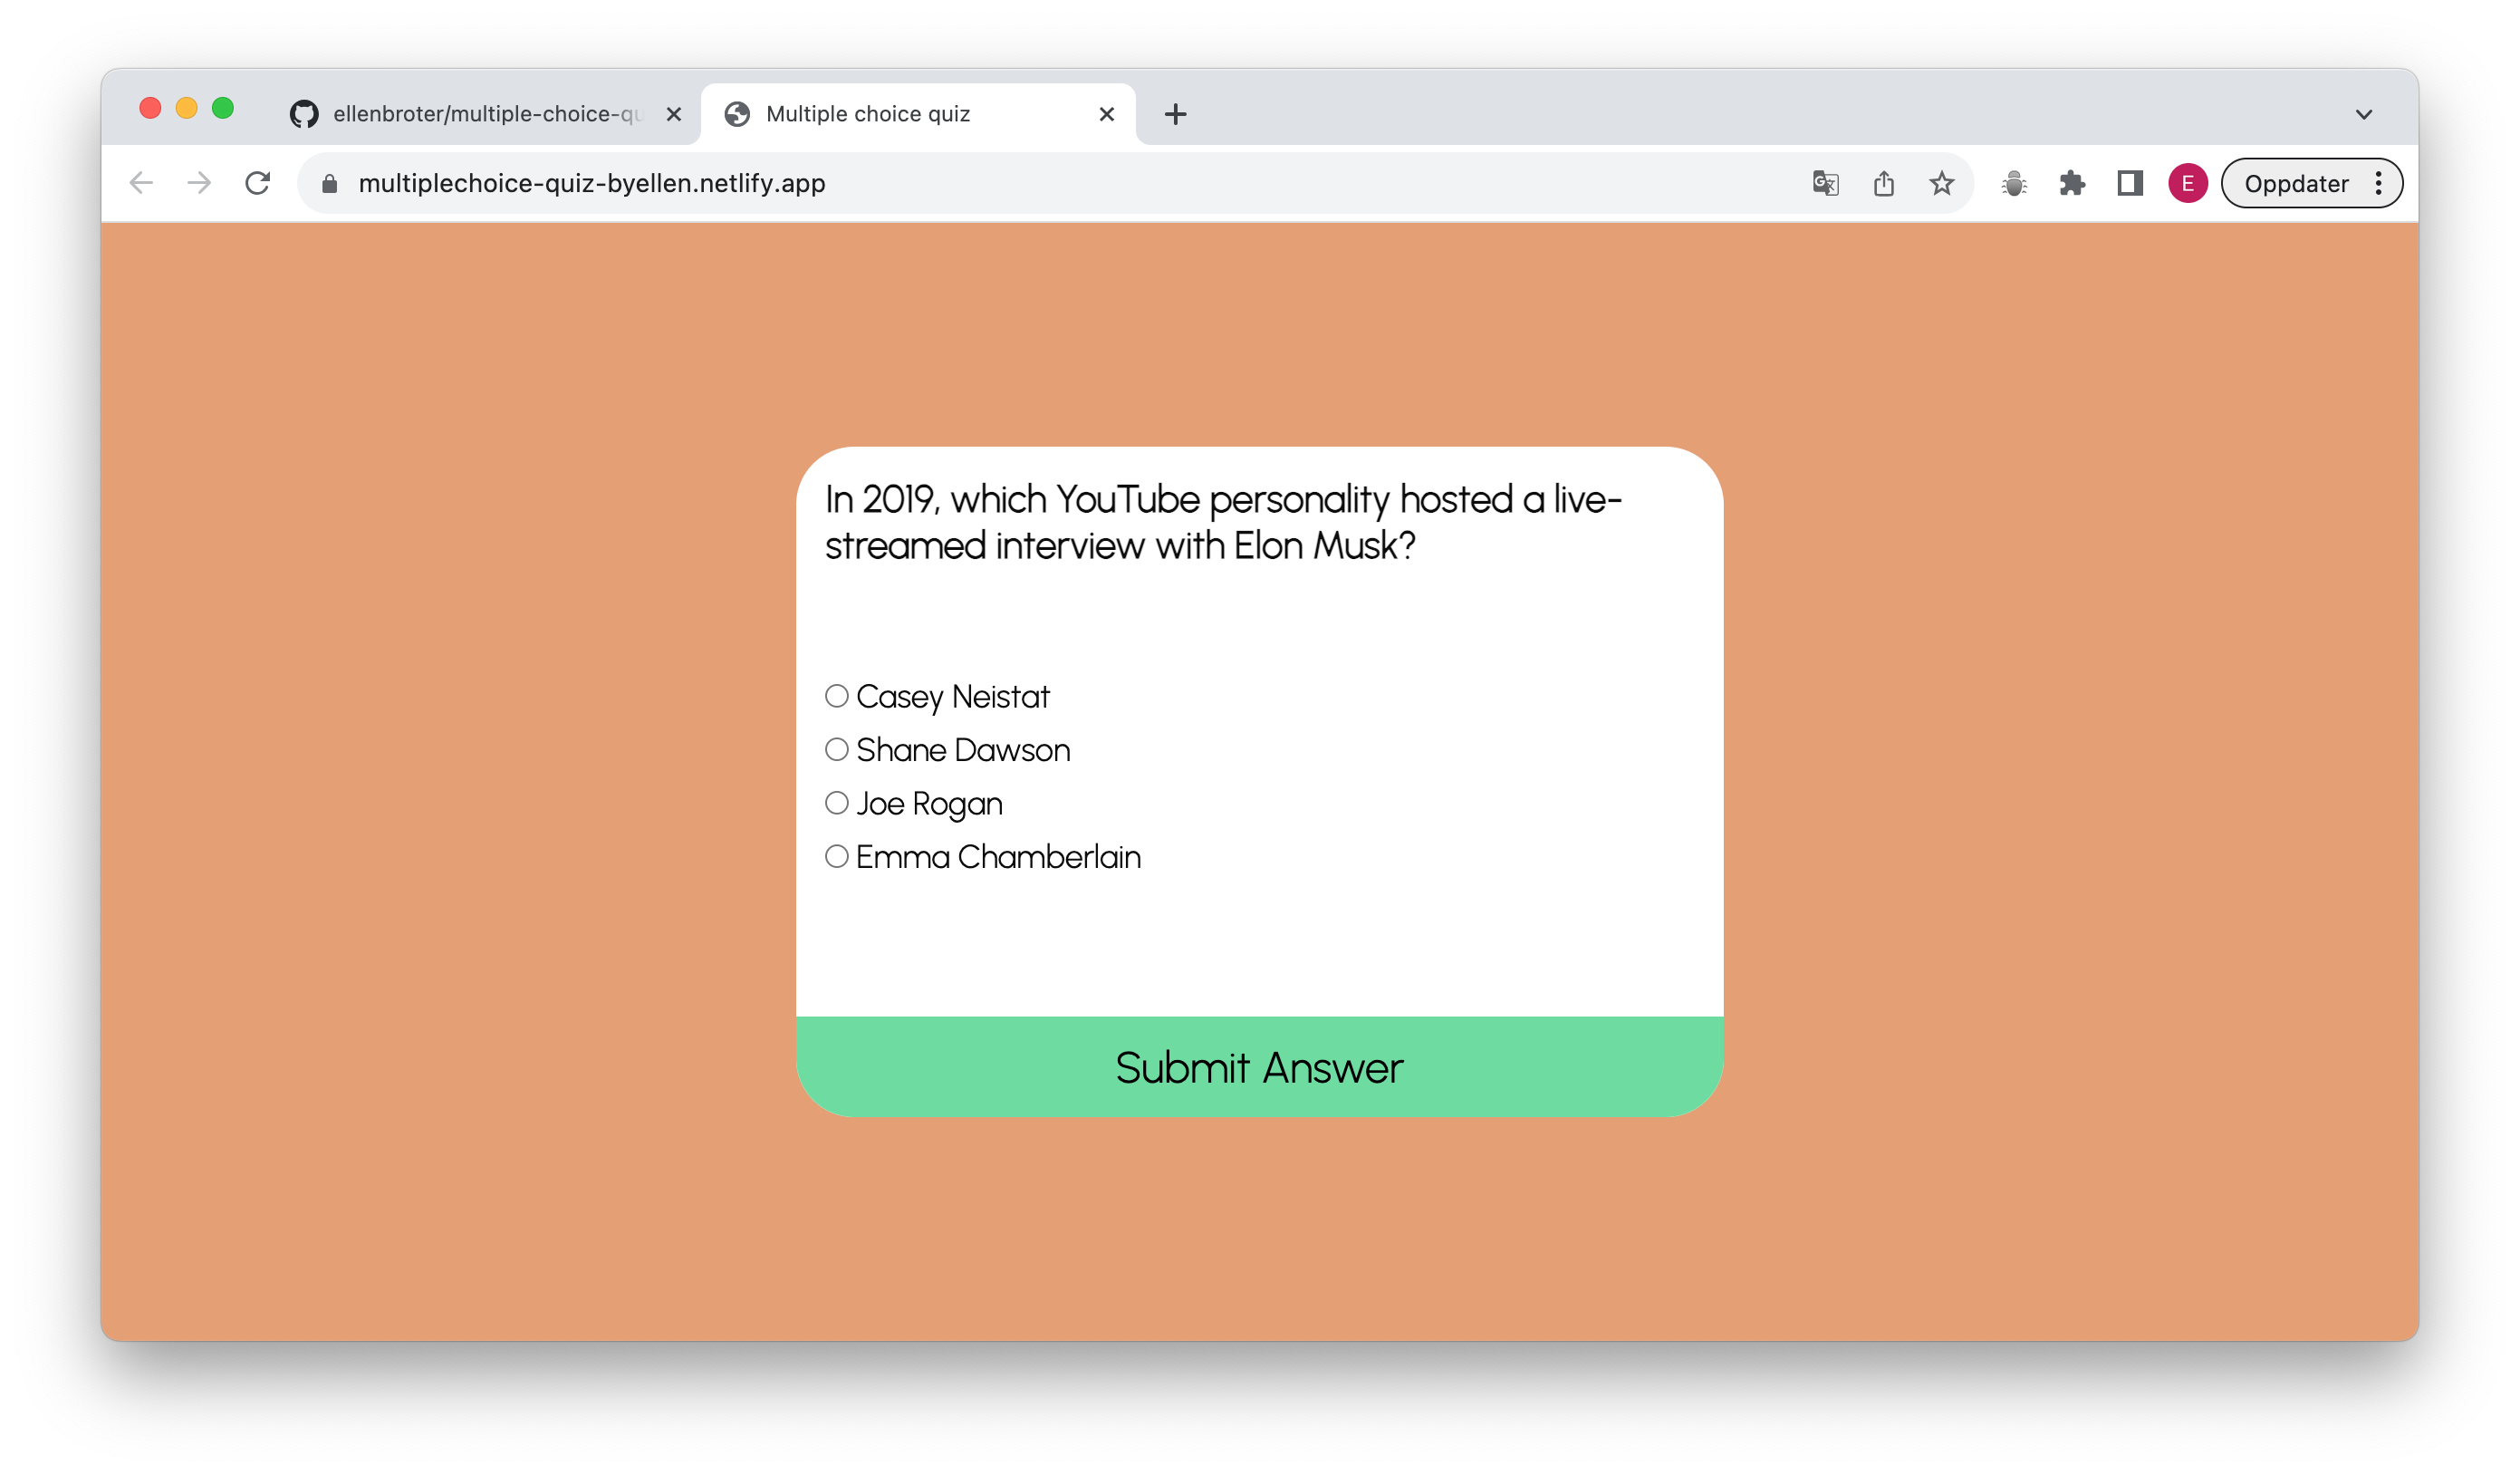 ellenbroter/multiple-choice-qu
Multiple choice quiz
multiplechoice-quiz-byellen.netlify.app
E
Oppdater
In 2019, which YouTube personality hosted a live-
streamed interview with Elon Musk?
Casey Neistat
Shane Dawson
Joe Rogan
Emma Chamberlain
Submit Answer